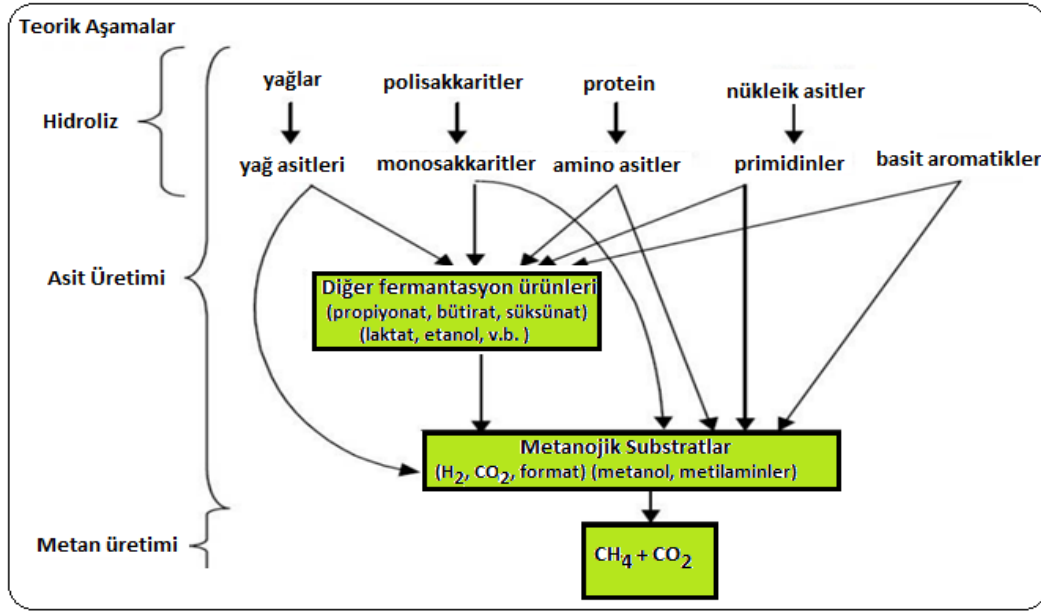 Teorik Aşamalar
yağlar polisakkaritler protein nükleik asitler
Hidroliz
yağ asitleri monosakkaritler amino asitler primidinler basit aromatikler
Asit Üretimi
Diğer fermantasyon ürünleri
(propiyonat, bütirat, süksünat)
(laktat, etanol, v.b. )
Metanojik Substratlar
(H2, CO2, format) (metanol, metilaminler)
Metan üretimi
CH4 + CO2